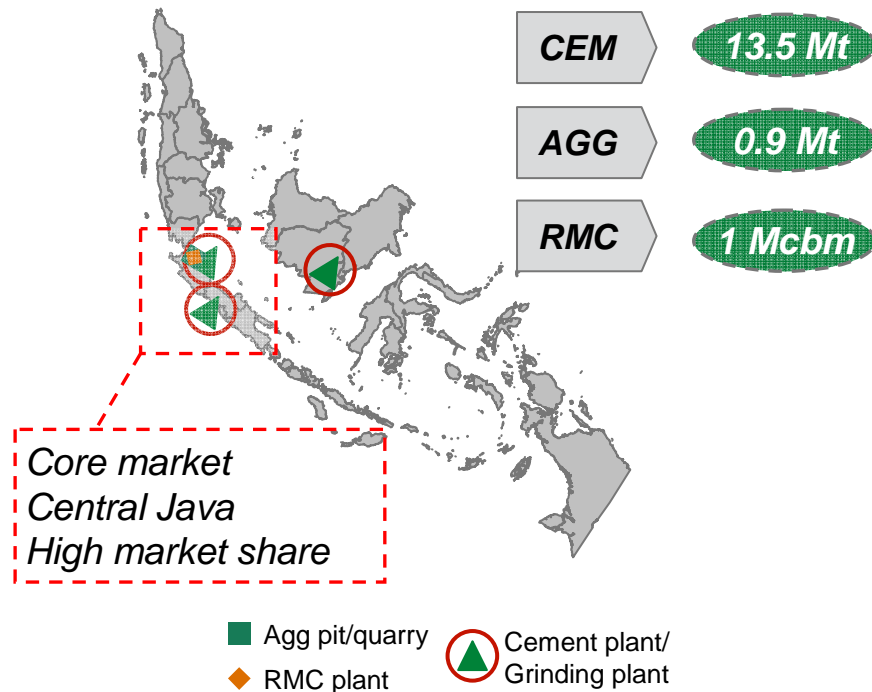 CEM
13.5 Mt
AGG
0.9 Mt
RMC
1 Mcbm
Core market
Central Java
High market share
Agg pit/quarry
RMC plant
Cement plant/
Grinding plant